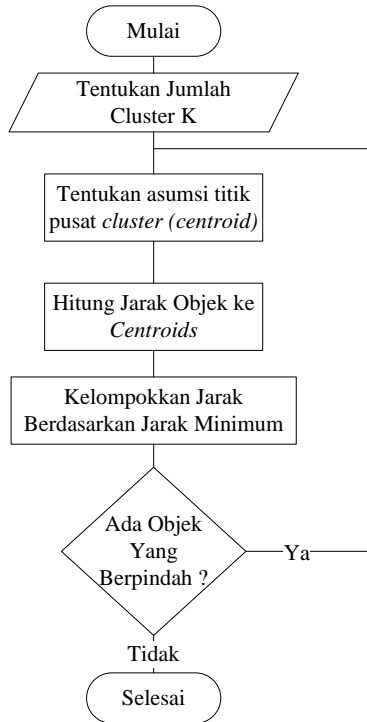 Mulai
Tentukan Jumlah
Cluster K
Tentukan asumsi titik
pusat cluster (centroid)
Hitung Jarak Objek ke
Centroids
Kelompokkan Jarak
Berdasarkan Jarak Minimum
Ada Objek
Yang
Berpindah ?
Ya
Tidak
Selesai